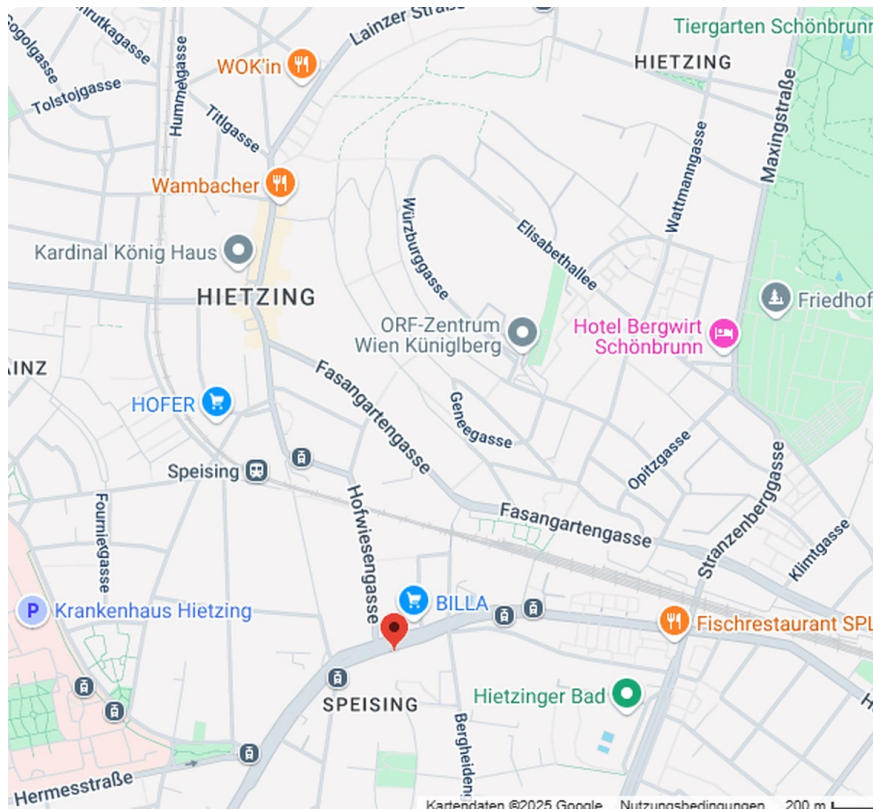 Lainzer Straße
Tiergarten Schönbrunn
HIETZING
WOK'in
Tolstojgasse
Hummelgasse
Titlgasse
Maxingstraße
Wattmanngasse
Wambacher
Würzburggasse
Elisabethallee
Kardinal König Haus
HIETZING
Friedhof
ORF-Zentrum
Wien Küniglberg
Hotel Bergwirt
Schönbrunn
AINZ
Fasangartengasse
HOFER
Geneegasse
Opitzgasse
Speising
Stranzenberggasse
Fourniergasse
Hofwiesengasse
Fasangartengasse
Klimtgasse
BILLA
P
Krankenhaus Hietzing
Fischrestaurant SPL
Hietzinger Bad
SPEISING
Bergheiden
Hermesstraße
Kartendaten ©2025 Google Nutzungsbedingungen 200 m